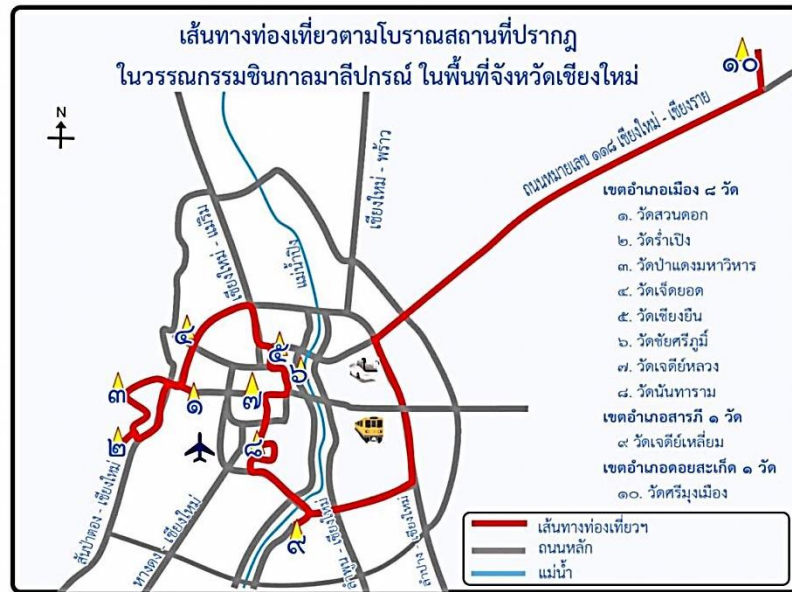 เส้นทางท่องเที่ยวตามโบราณสถานที่ปรากฏ
ในวรรณกรรมชินกาลมาลีปกรณ์ ในพื้นที่จังหวัดเชียงใหม่
๑๐
N
เชียงใหม่ - พร้าว
ถนนหมายเลข ๑๑๘ เชียงใหม่ - เชียงราย
เชียงใหม่ - แม่ริม
แม่น้ำปิง
๔
๕
๖
๓
๑
๗
๒
๘
๙
สันป่าตอง - เชียงใหม่
หางดง - เชียงใหม่
ลำพูน - เชียงใหม่
ลำปาง - เชียงใหม่
เขตอำเภอเมือง ๘ วัด
๑. วัดสวนดอก
๒. วัดร่ำเปิง
๓. วัดป่าแดงมหาวิหาร
๔. วัดเจ็ดยอด
๕. วัดเชียงยืน
๖. วัดชัยศรีภูมิ์
๗. วัดเจดีย์หลวง
๘. วัดนันทาราม
เขตอำเภอสารภี ๑ วัด
๙ วัดเจดีย์เหลี่ยม
เขตอำเภอดอยสะเก็ด ๑ วัด
๑๐. วัดศรีมุงเมือง
เส้นทางท่องเที่ยวฯ
ถนนหลัก
แม่น้ำ